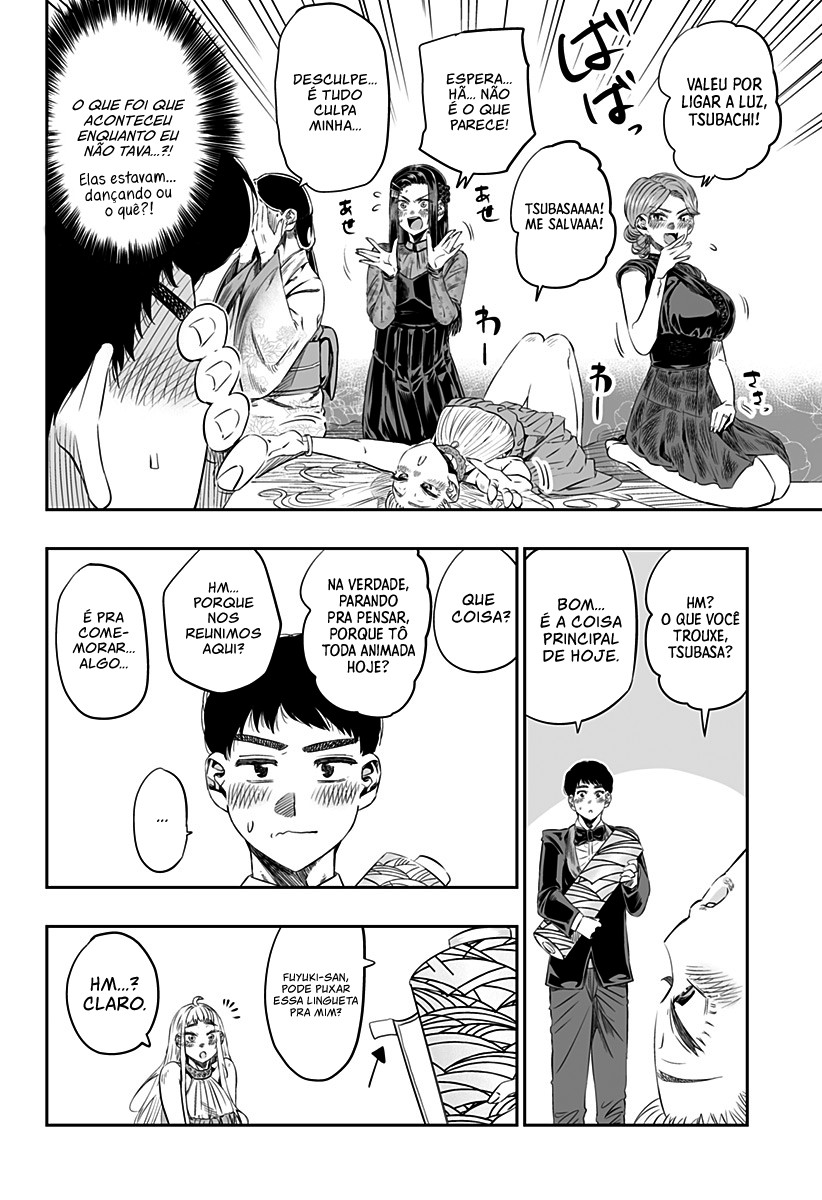 VALEU POR
LIGAR A LUZ,
TSUBACHI!
ばばっ
ESPERA...
HÃ... NÃO
É O QUE
PARECE!
DESCULPE...
É TUDO
CULPA
MINHA...
O QUE FOI QUE
ACONTECEU
ENQUANTO EU
NÃO TAVA...?!
Elas estavam...
dançando ou
o quê?!
TSUBASAAAA!
ME SALVAAA!
あせ
あせ
わー
わー
ささっ
HM?
O QUE VOCÊ
TROUXE,
TSUBASA?
BOM...
É A COISA
PRINCIPAL
DE HOJE.
QUE
COISA?
NA VERDADE,
PARANDO
PRA PENSAR,
PORQUE TÔ
TODA ANIMADA
HOJE?
HM...
PORQUE
NOS
REUNIMOS
AQUI?
É PRA
COME-
MORAR
ALGO...
...
FUYUKI-SAN,
PODE PUXAR
ESSA LINGUETA
PRA MIM?
HM...?
CLARO.